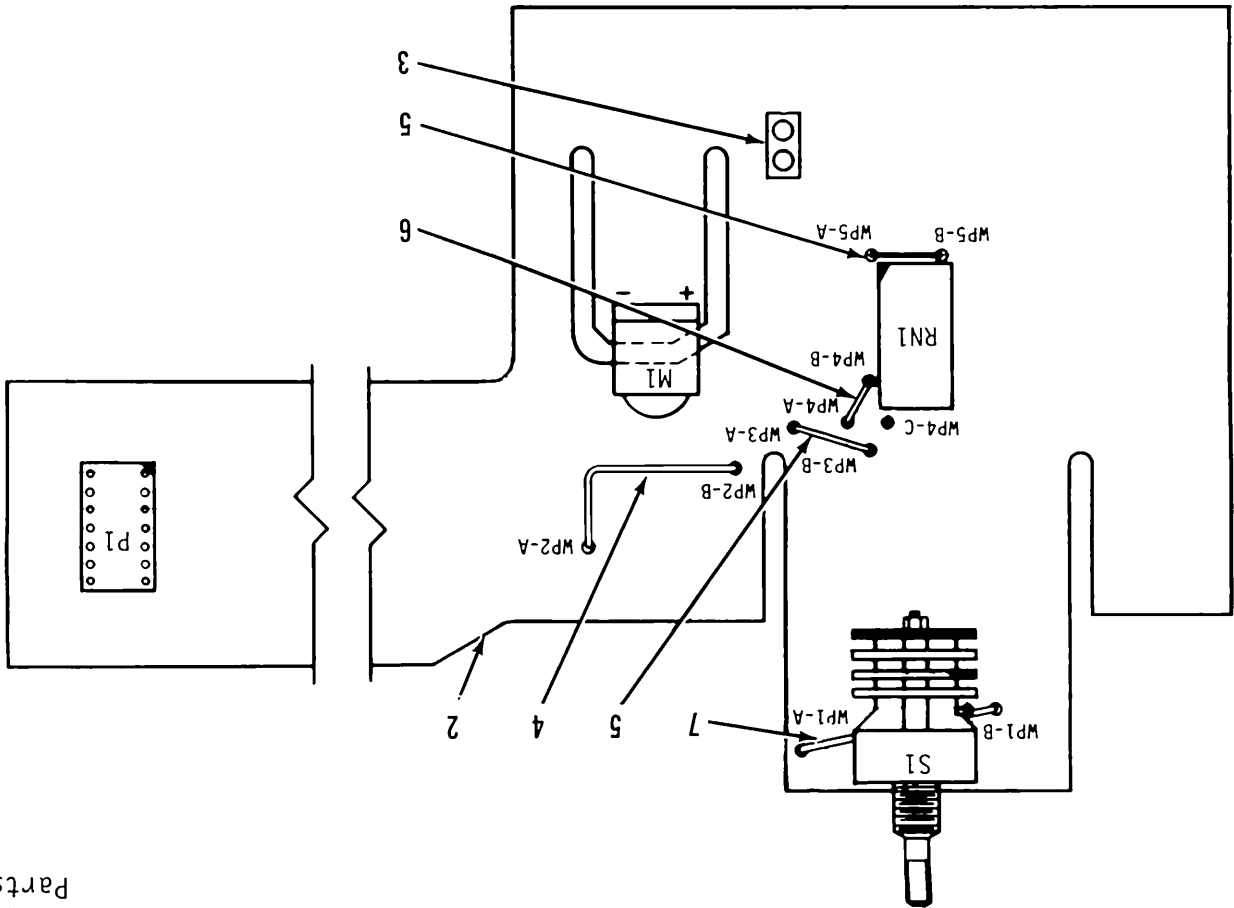 Parts
S1
WP1-B
WP1-A
7
5
4
2
WP2-A
P1
WP2-B
WP3-B
WP3-A
WP4-C
WP4-A
M1
WP4-B
RN1
+ -
WP5-B
WP5-A
6
5
3